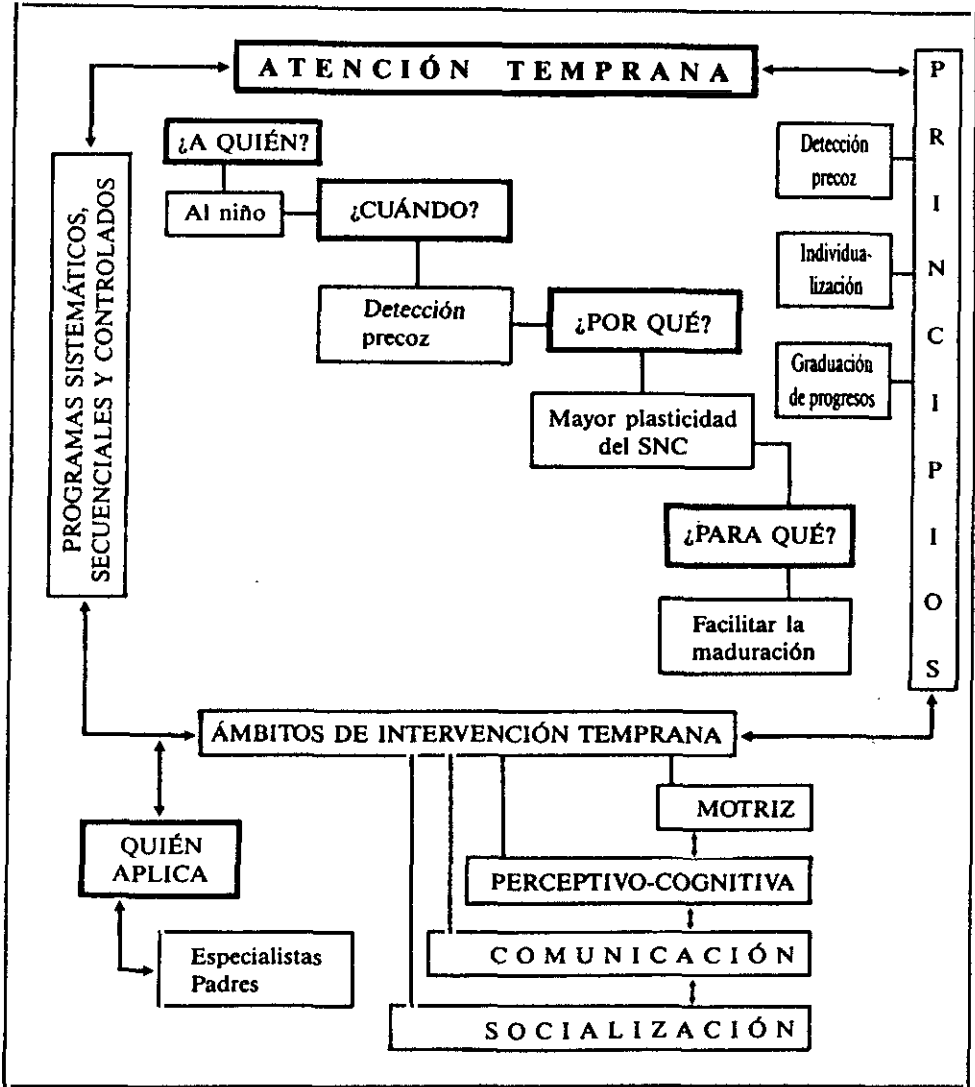 ATENCIÓN TEMPRANA
PROGRAMAS SISTEMÁTICOS,
SECUENCIALES Y CONTROLADOS
¿A QUIÉN?
Al niño
¿CUÁNDO?
Detección
precoz
¿POR QUÉ?
Mayor plasticidad
del SNC
¿PARA QUÉ?
Facilitar la
maduración
PRINCIPIOS
Detección
precoz
Individua-
lización
Graduación
de progresos
ÁMBITOS DE INTERVENCIÓN TEMPRANA
QUIÉN
APLICA
Especialistas
Padres
MOTRIZ
PERCEPTIVO-COGNITIVA
COMUNICACIÓN
SOCIALIZACIÓN